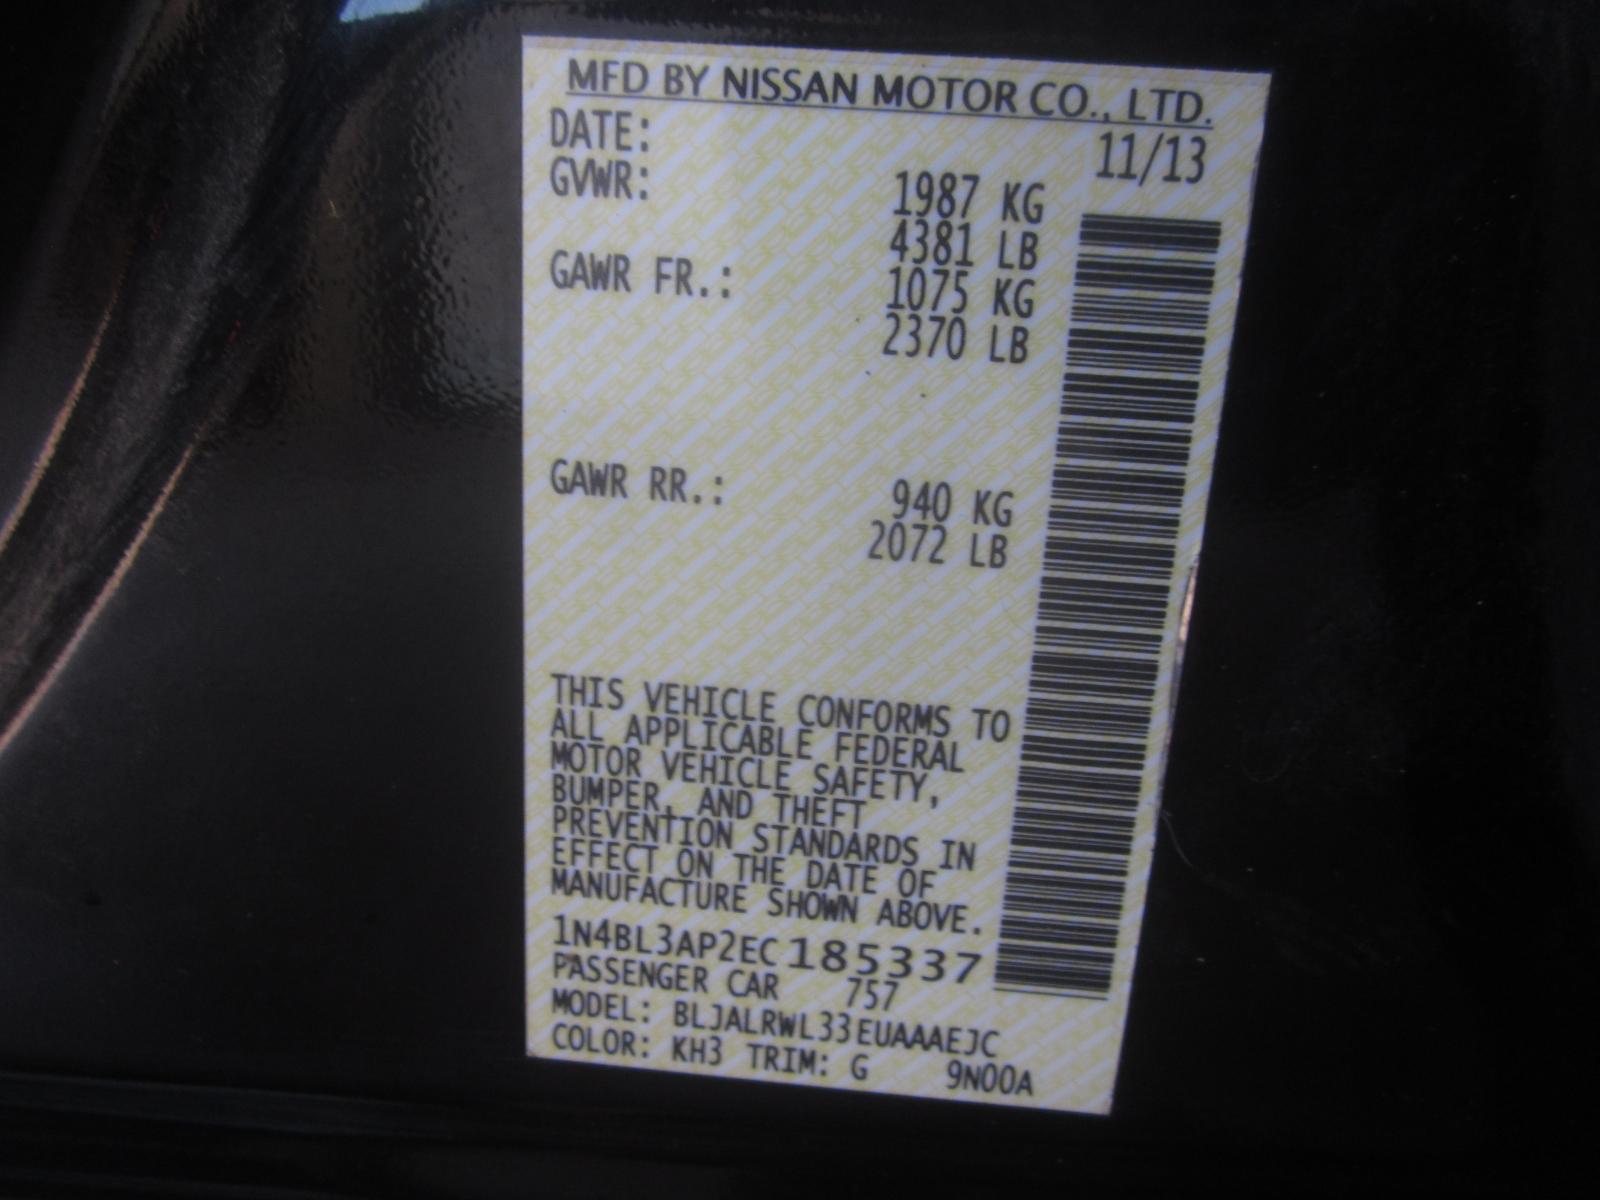 MFD BY NISSAN MOTOR CO., LTD.
DATE: 11/13
GVWR: 1987 KG
4381 LB
GAWR FR.: 1075 KG
2370 LB
GAWR RR.: 940 KG
2072 LB
THIS VEHICLE CONFORMS TO
ALL APPLICABLE FEDERAL
MOTOR VEHICLE SAFETY,
BUMPER, AND THEFT
PREVENTION STANDARDS IN
EFFECT ON THE DATE OF
MANUFACTURE SHOWN ABOVE.
1N4BL3AP2EC185337
PASSENGER CAR 757
MODEL: BLJALRWL33EUAAAEJC
COLOR: KH3 TRIM: G 9N00A